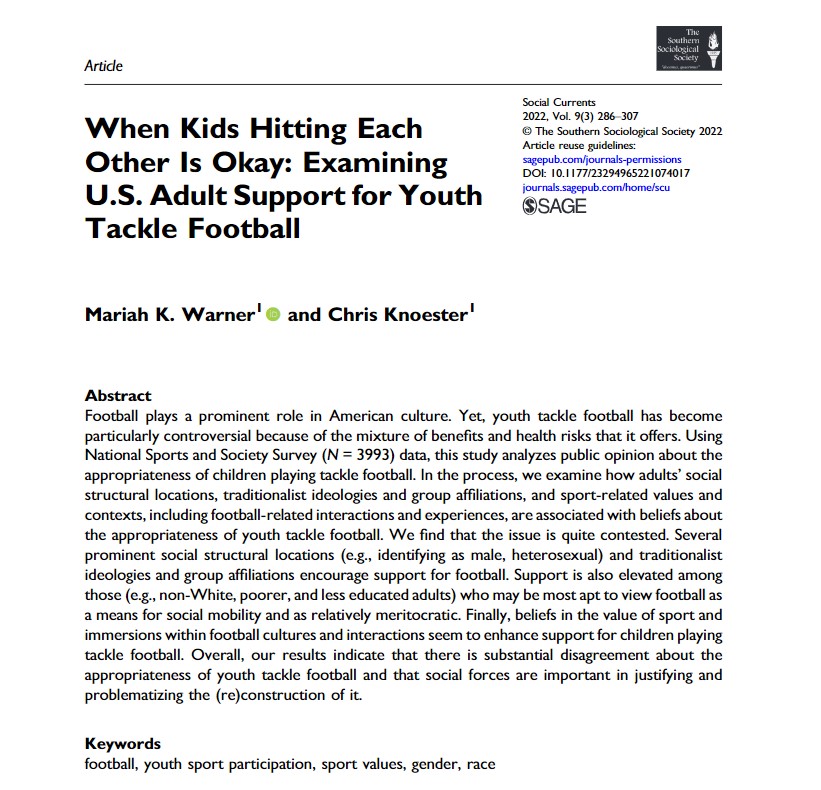 The
Southern
Sociological
Society
Article
Social Currents
2022, Vol. 9(3) 286–307
© The Southern Sociological Society 2022
Article reuse guidelines:
sagepub.com/journals-permissions
DOI: 10.1177/23294965221074017
journals.sagepub.com/home/scu
SAGE
When Kids Hitting Each
Other Is Okay: Examining
U.S. Adult Support for Youth
Tackle Football
Mariah K. Warner1 iD and Chris Knoester1
Abstract
Football plays a prominent role in American culture. Yet, youth tackle football has become
particularly controversial because of the mixture of benefits and health risks that it offers. Using
National Sports and Society Survey (N = 3993) data, this study analyzes public opinion about the
appropriateness of children playing tackle football. In the process, we examine how adults’ social
structural locations, traditionalist ideologies and group affiliations, and sport-related values and
contexts, including football-related interactions and experiences, are associated with beliefs about
the appropriateness of youth tackle football. We find that the issue is quite contested. Several
prominent social structural locations (e.g., identifying as male, heterosexual) and traditionalist
ideologies and group affiliations encourage support for football. Support is also elevated among
those (e.g., non-White, poorer, and less educated adults) who may be most apt to view football as
a means for social mobility and as relatively meritocratic. Finally, beliefs in the value of sport and
immersions within football cultures and interactions seem to enhance support for children playing
tackle football. Overall, our results indicate that there is substantial disagreement about the
appropriateness of youth tackle football and that social forces are important in justifying and
problematizing the (re)construction of it.
Keywords
football, youth sport participation, sport values, gender, race